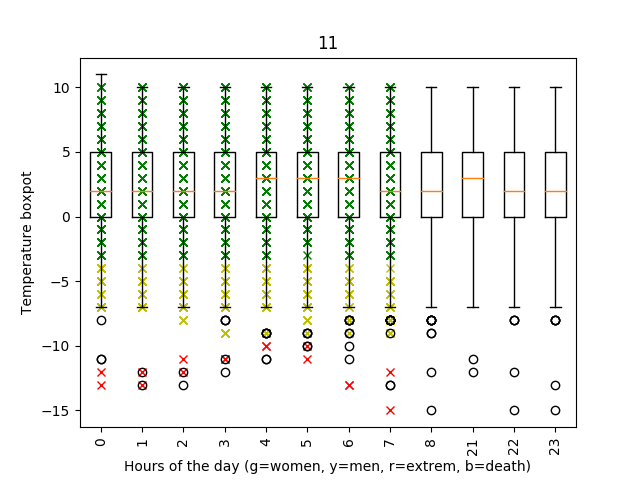 11
Temperature boxpot
10
5
0
−5
−10
−15
0 1 2 3 4 5 6 7 8 21 22 23
Hours of the day (g=women, y=men, r=extrem, b=death)